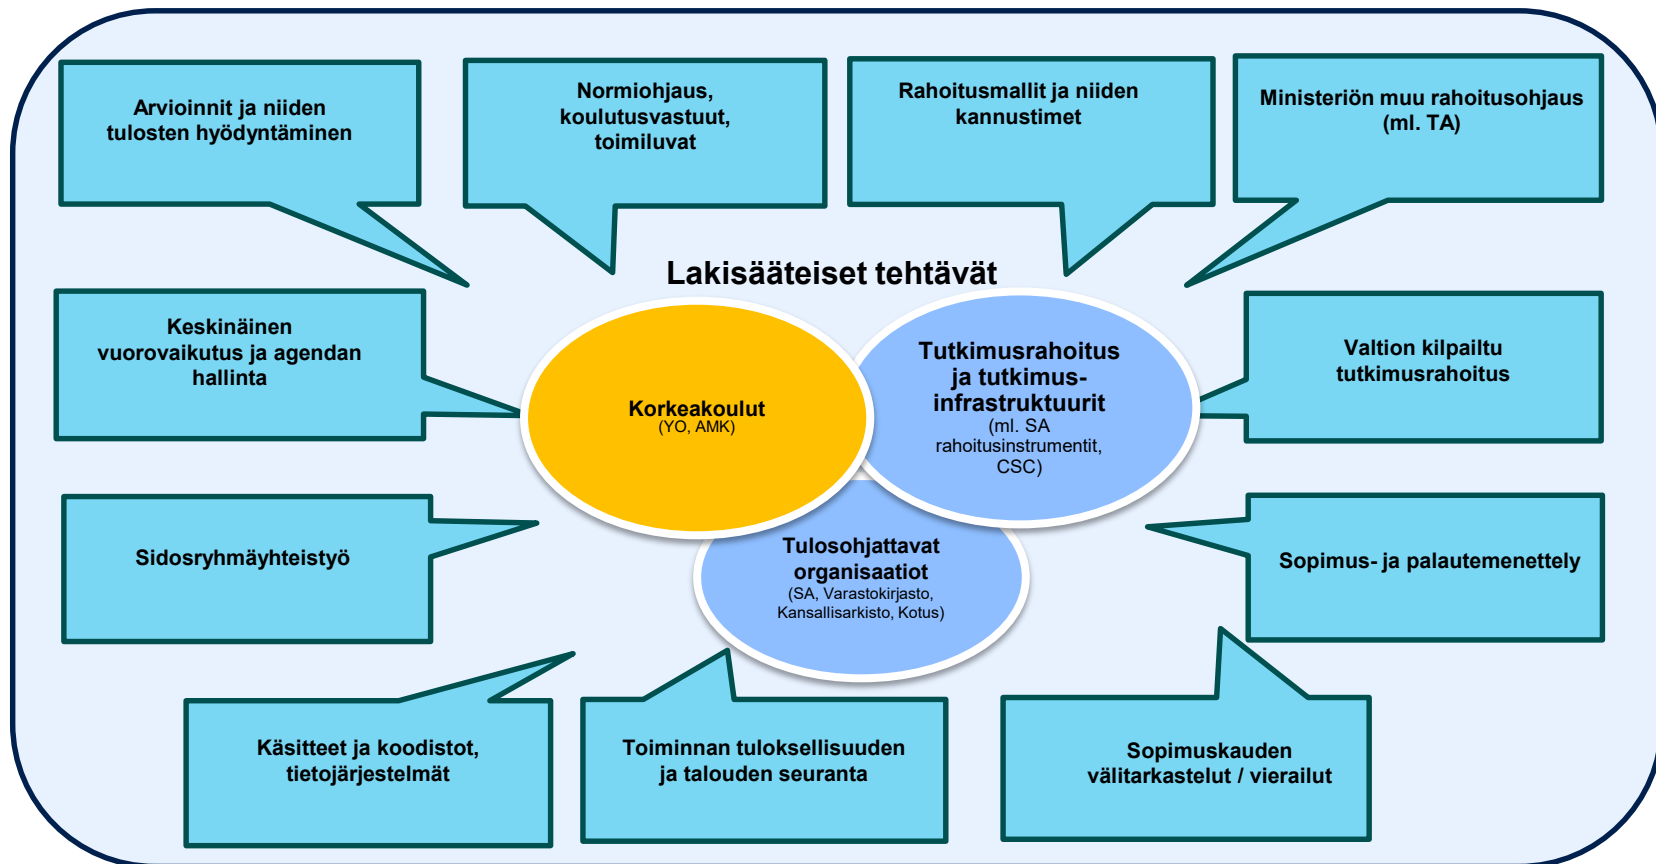 Arvioinnit ja niiden
tulosten hyödyntäminen
Normiohjaus,
koulutusvastuut,
toimiluvat
Rahoitusmallit ja niiden
kannustimet
Ministeriön muu rahoitusohjaus
(ml. TA)
Lakisääteiset tehtävät
Keskinäinen
vuorovaikutus ja agendan
hallinta
Korkeakoulut
(YO, AMK)
Tutkimusrahoitus
ja tutkimus-
infrastruktuurit
(ml. SA
rahoitusinstrumentit,
CSC)
Valtion kilpailtu
tutkimusrahoitus
Sidosryhmäyhteistyö
Tulosohjattavat
organisaatiot
(SA, Varastokirjasto,
Kansallisarkisto, Kotus)
Sopimus- ja palautemenettely
Käsitteet ja koodistot,
tietojärjestelmät
Toiminnan tuloksellisuuden
ja talouden seuranta
Sopimuskauden
välitarkastelut / vierailut